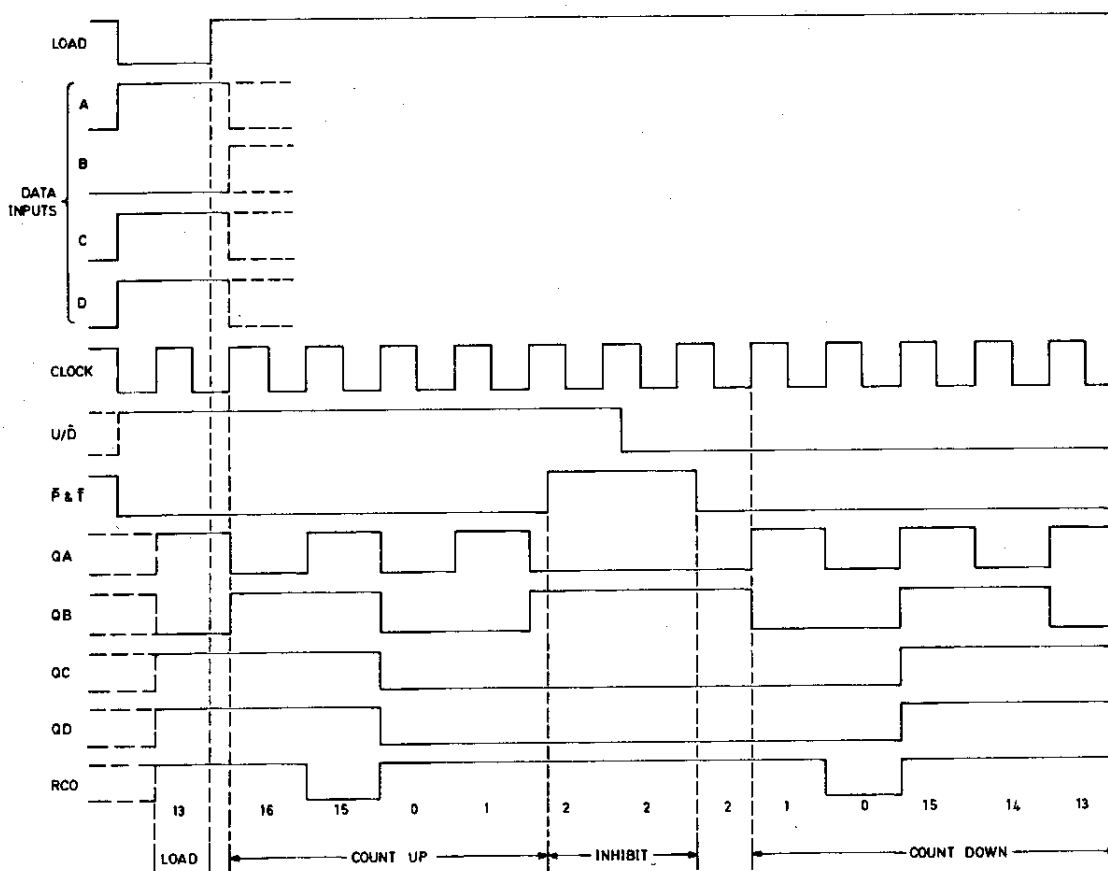 LOAD
A
B
DATA
INPUTS
C
D
CLOCK
U/D̄
P̄ & T̄
QA
QB
QC
QD
RCO
13 16 15 0 1 2 2 2 1 0 15 14 13
LOAD COUNT UP INHIBIT COUNT DOWN